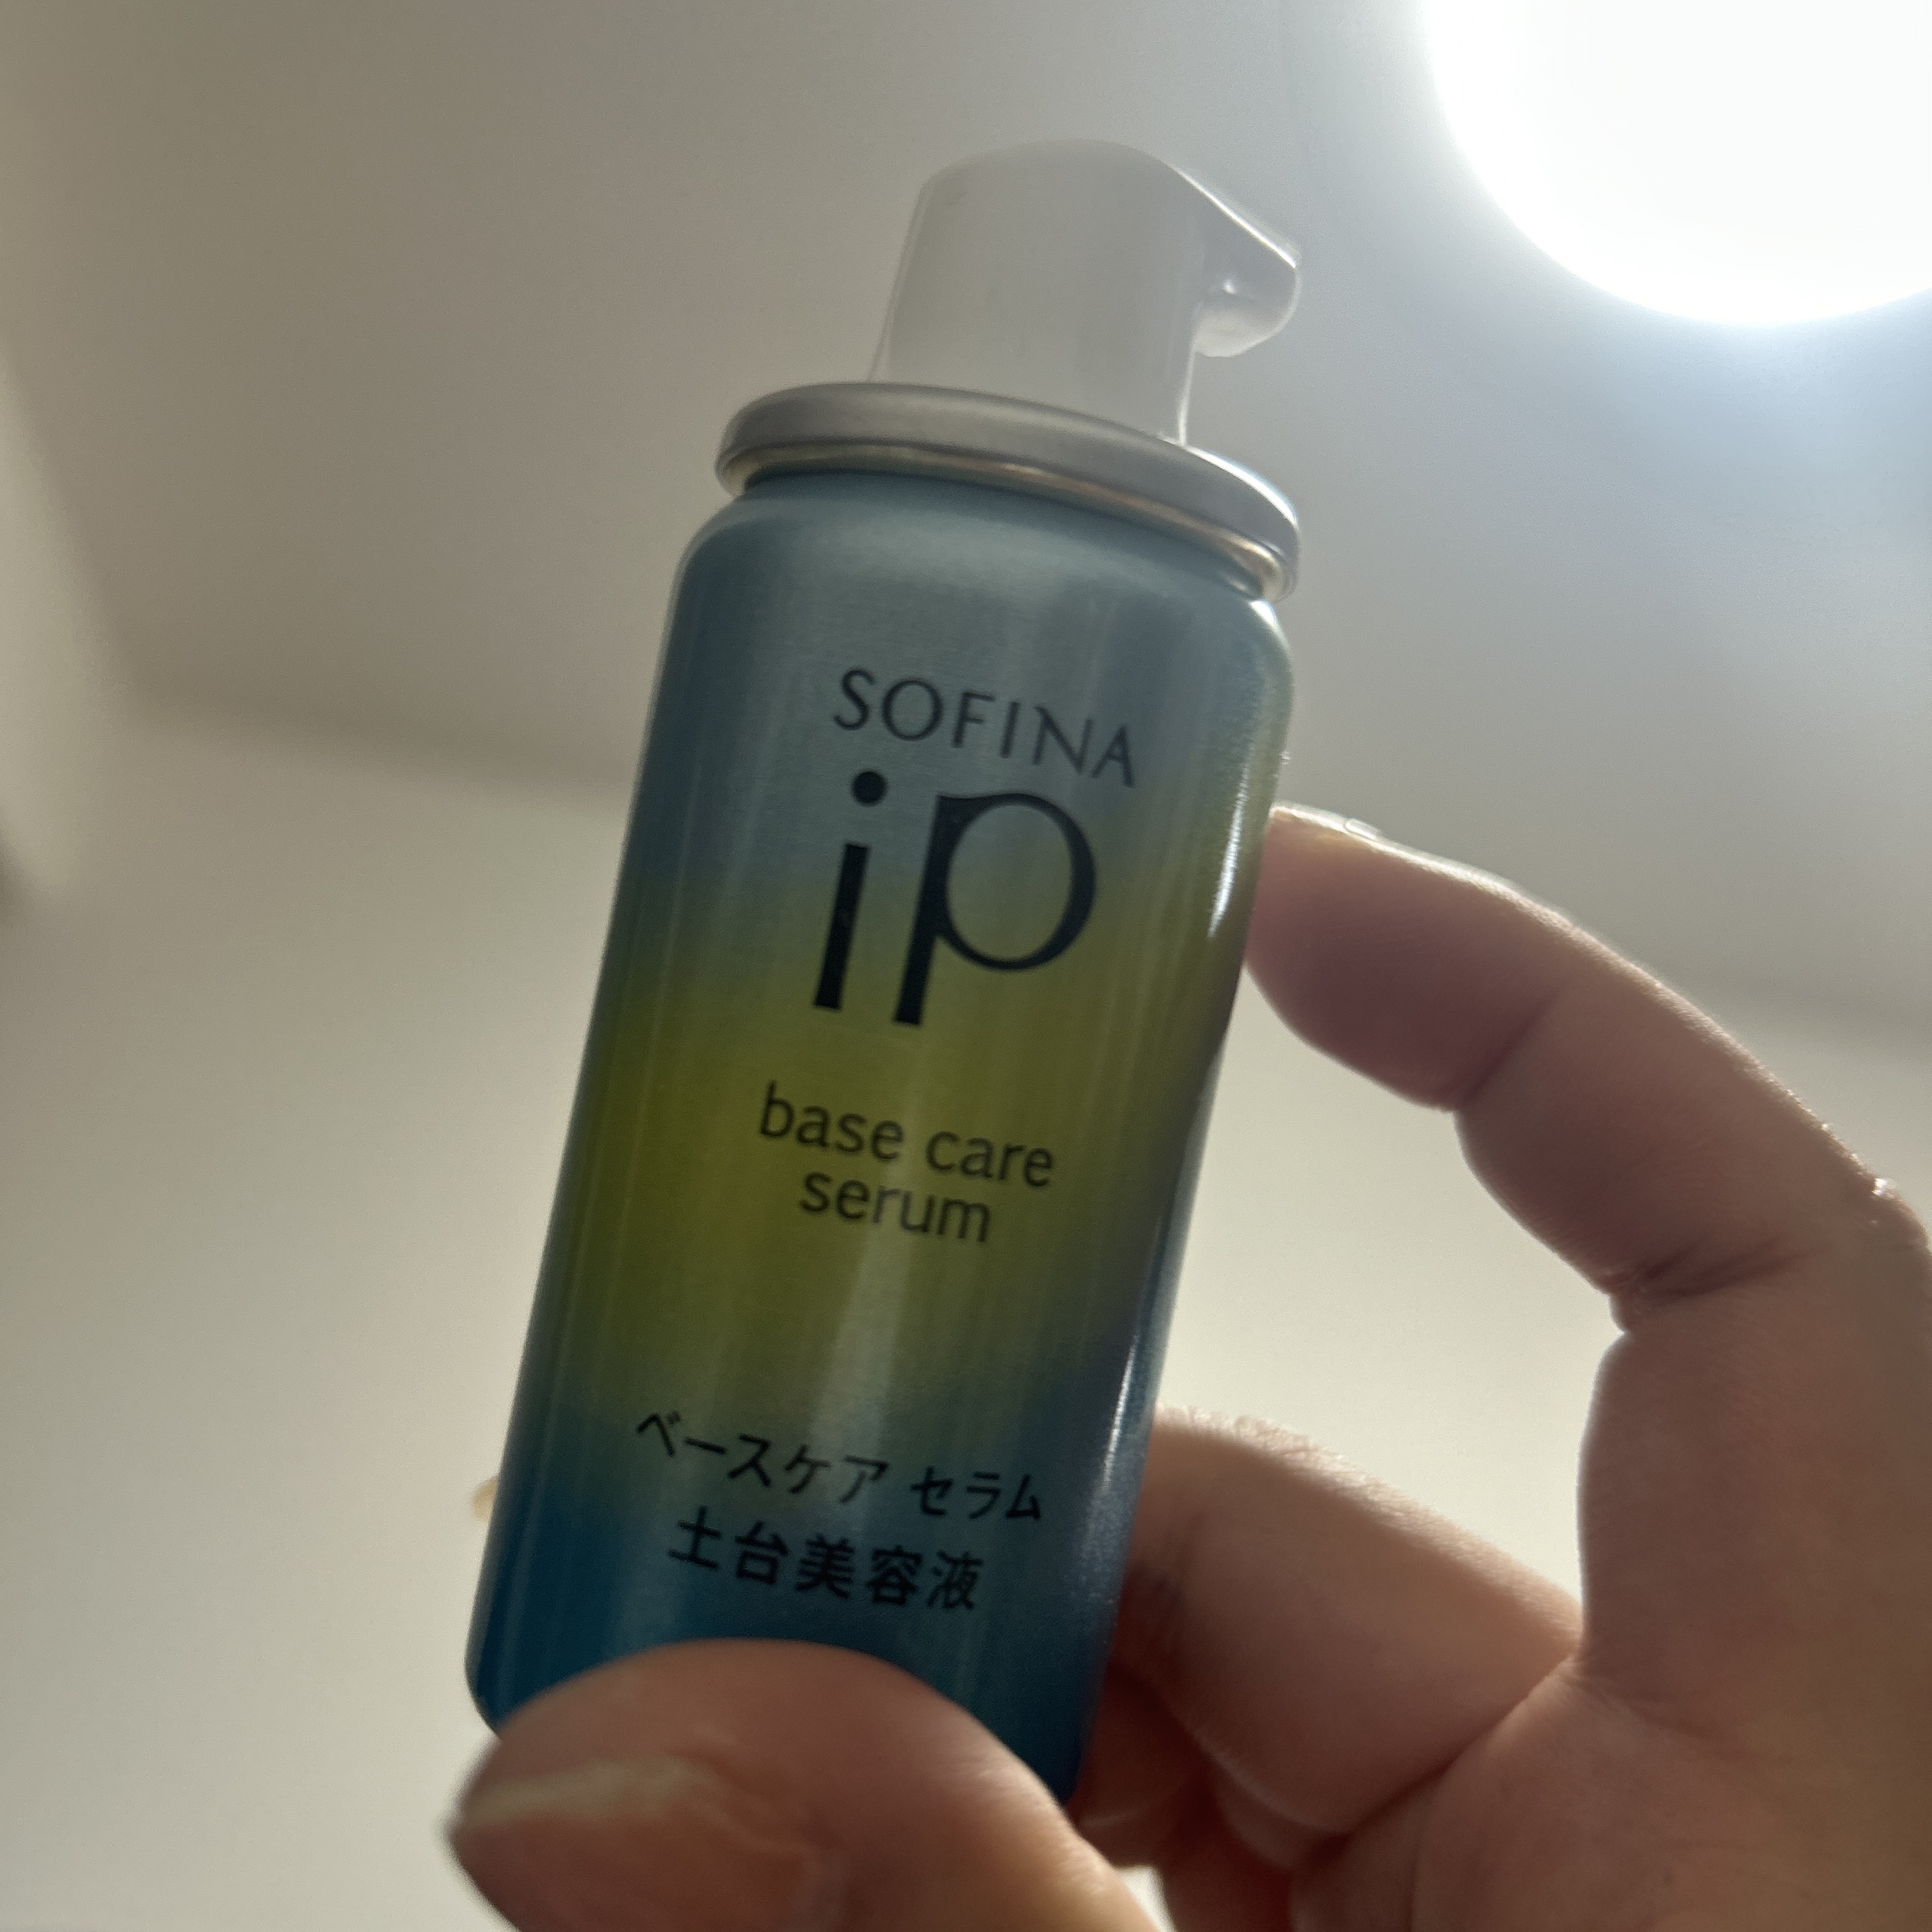 SOFINA
iP
base care
serum
ベースケア セラム
土台美容液